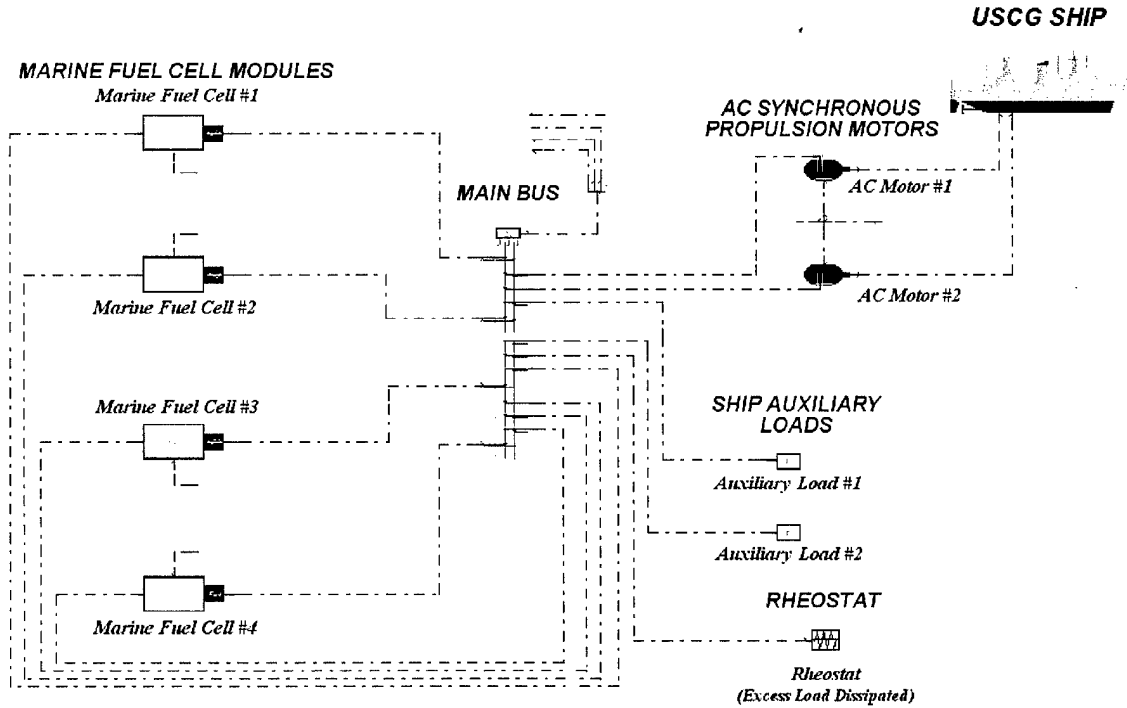 USCG SHIP
MARINE FUEL CELL MODULES
Marine Fuel Cell #1
AC SYNCHRONOUS
PROPULSION MOTORS
AC Motor #1
MAIN BUS
AC Motor #2
Marine Fuel Cell #2
Marine Fuel Cell #3
SHIP AUXILIARY
LOADS
Auxiliary Load #1
Auxiliary Load #2
RHEOSTAT
Marine Fuel Cell #4
Rheostat
(Excess Load Dissipated)